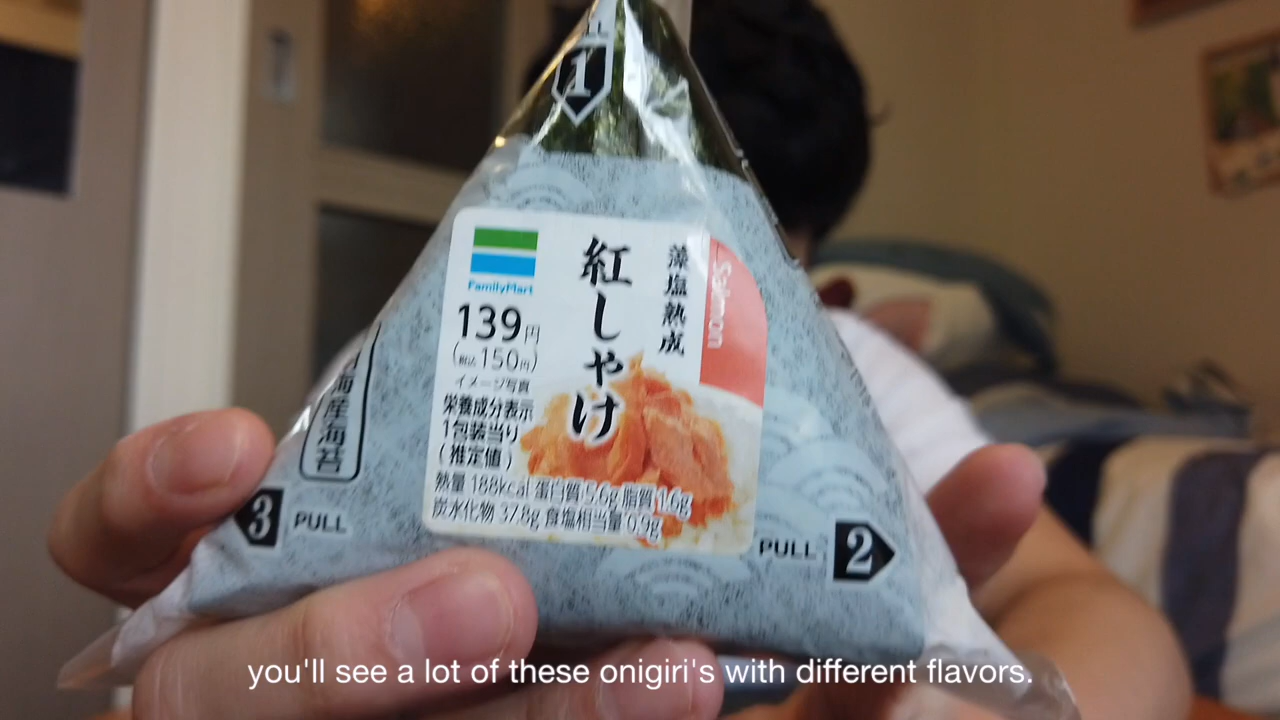 1
FamilyMart
139円
(税込150円)
イメージ写真
栄養成分表示
1包装当り
(推定値)
熱量 188kcal 蛋白質 5.6g 脂質 1.6g
炭水化物 37.8g 食塩相当量 0.9g
紅しゃけ
藻塩熟成
Salmon
海産海苔
3 PULL
PULL 2
you'll see a lot of these onigiri's with different flavors.